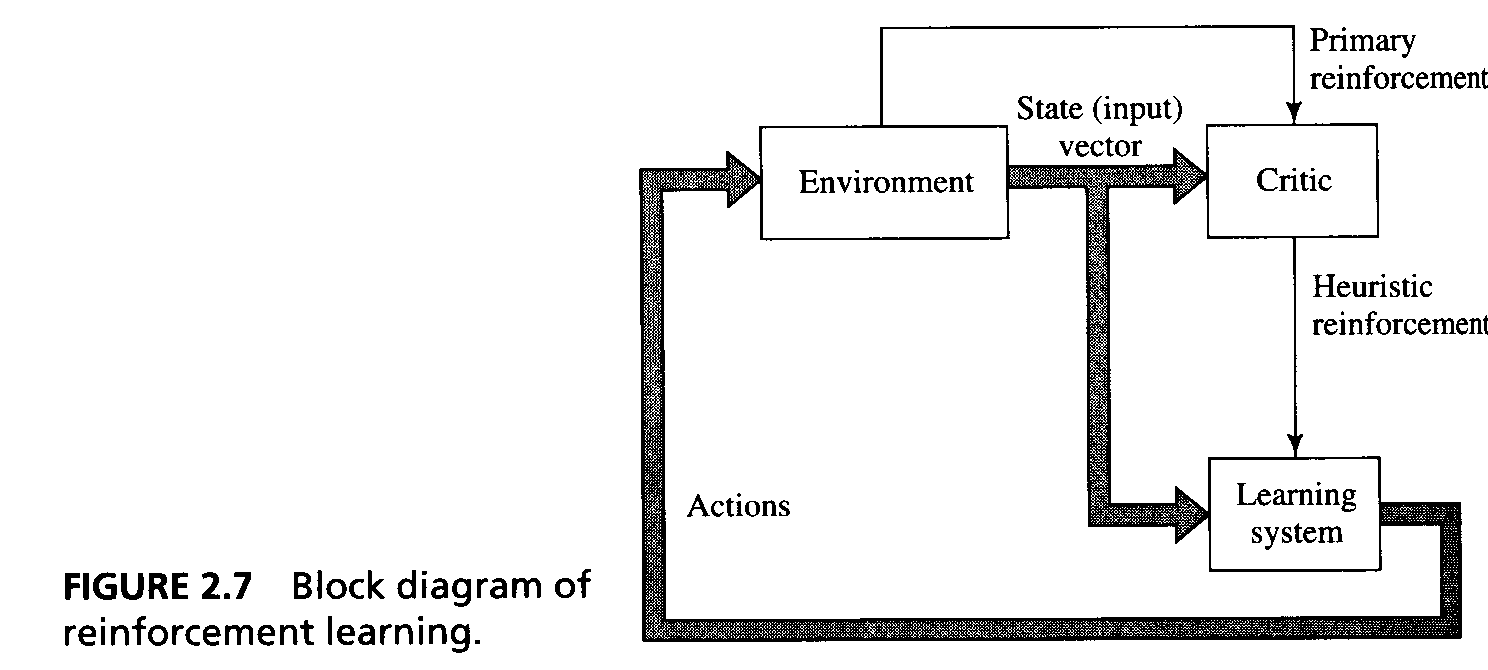 Primary
reinforcement
State (input)
vector
Environment
Critic
Heuristic
reinforcement
Learning
system
Actions
FIGURE 2.7 Block diagram of
reinforcement learning.